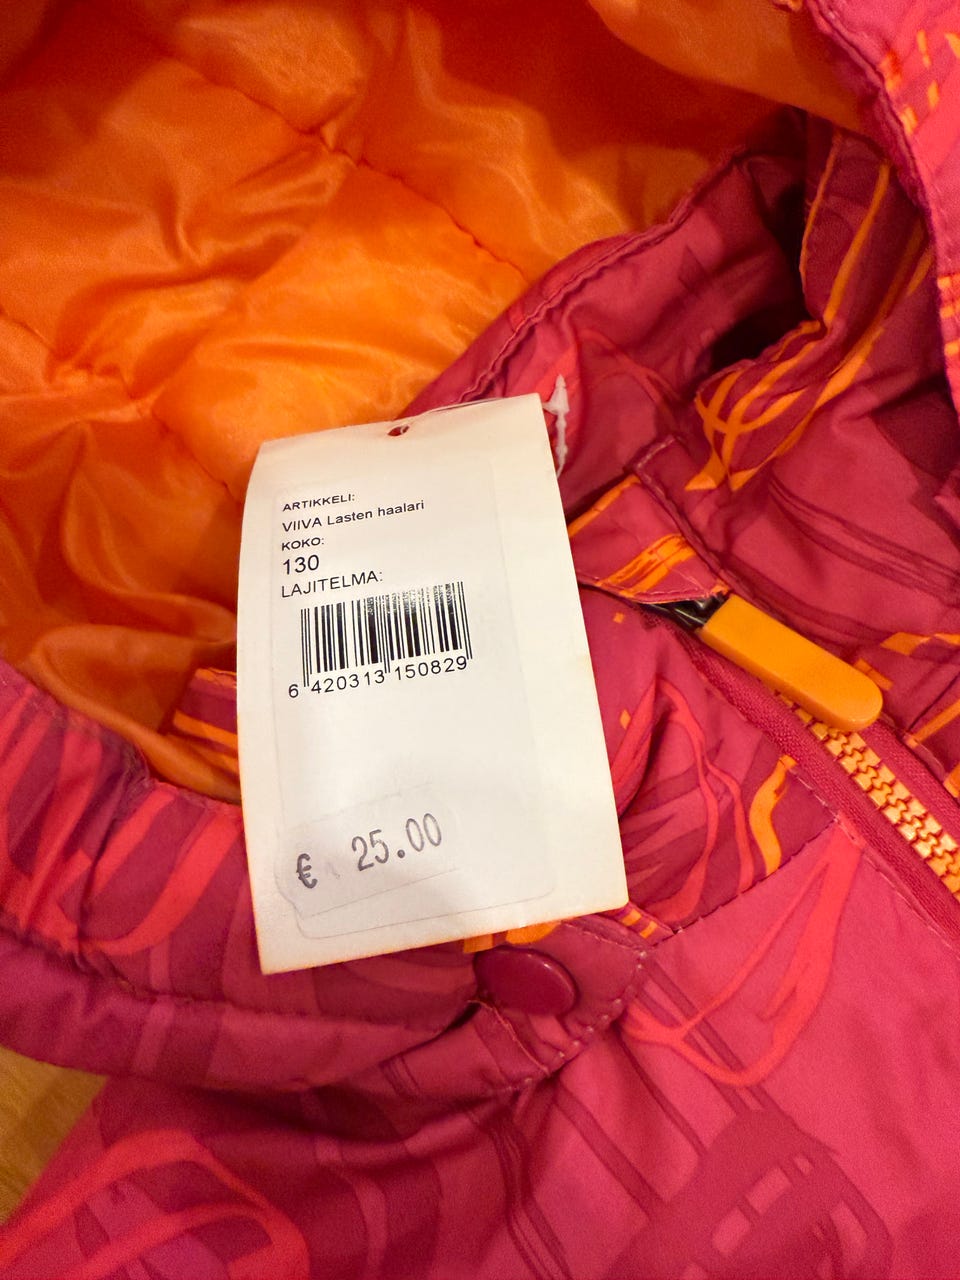 ARTIKKELI:
VIIVA Lasten haalari
KOKO:
130
LAJITELMA:
6 420313 150829
€ 25.00